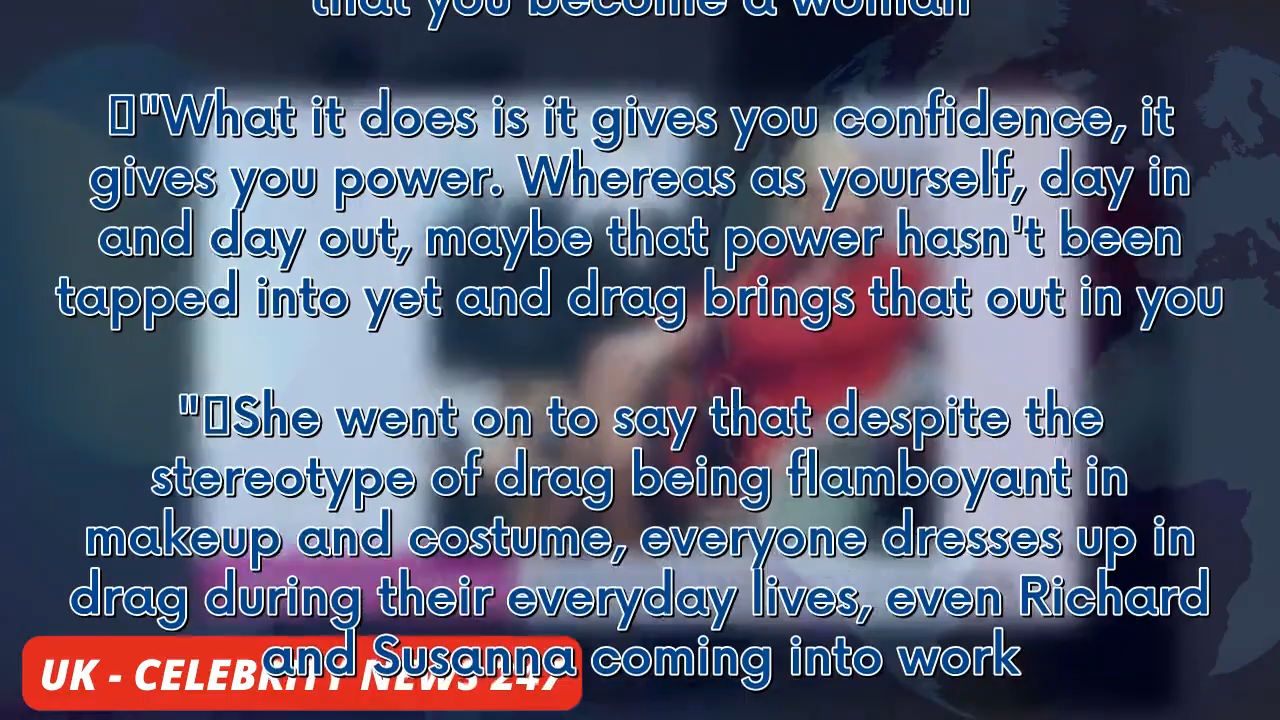 that you become a woman
▯"What it does is it gives you confidence, it
gives you power. Whereas as yourself, day in
and day out, maybe that power hasn't been
tapped into yet and drag brings that out in you
"▯She went on to say that despite the
stereotype of drag being flamboyant in
makeup and costume, everyone dresses up in
drag during their everyday lives, even Richard
and Susanna coming into work
UK - CELEBRITY NEWS 247